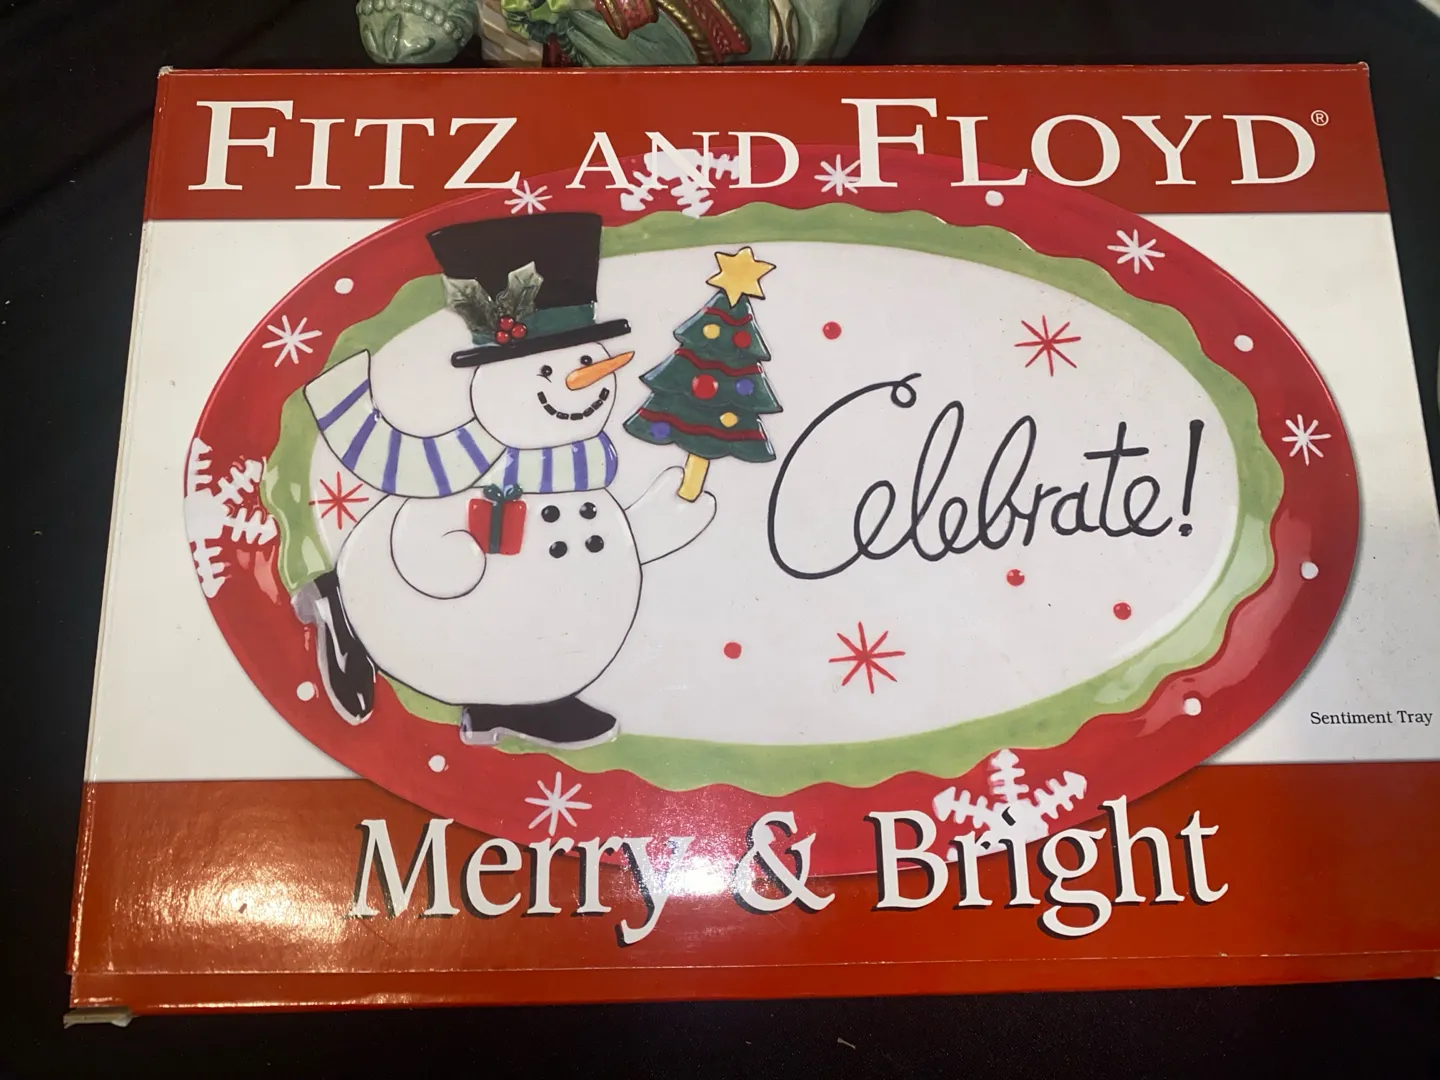 FITZ AND FLOYD®
Celebrate!
Sentiment Tray
Merry & Bright